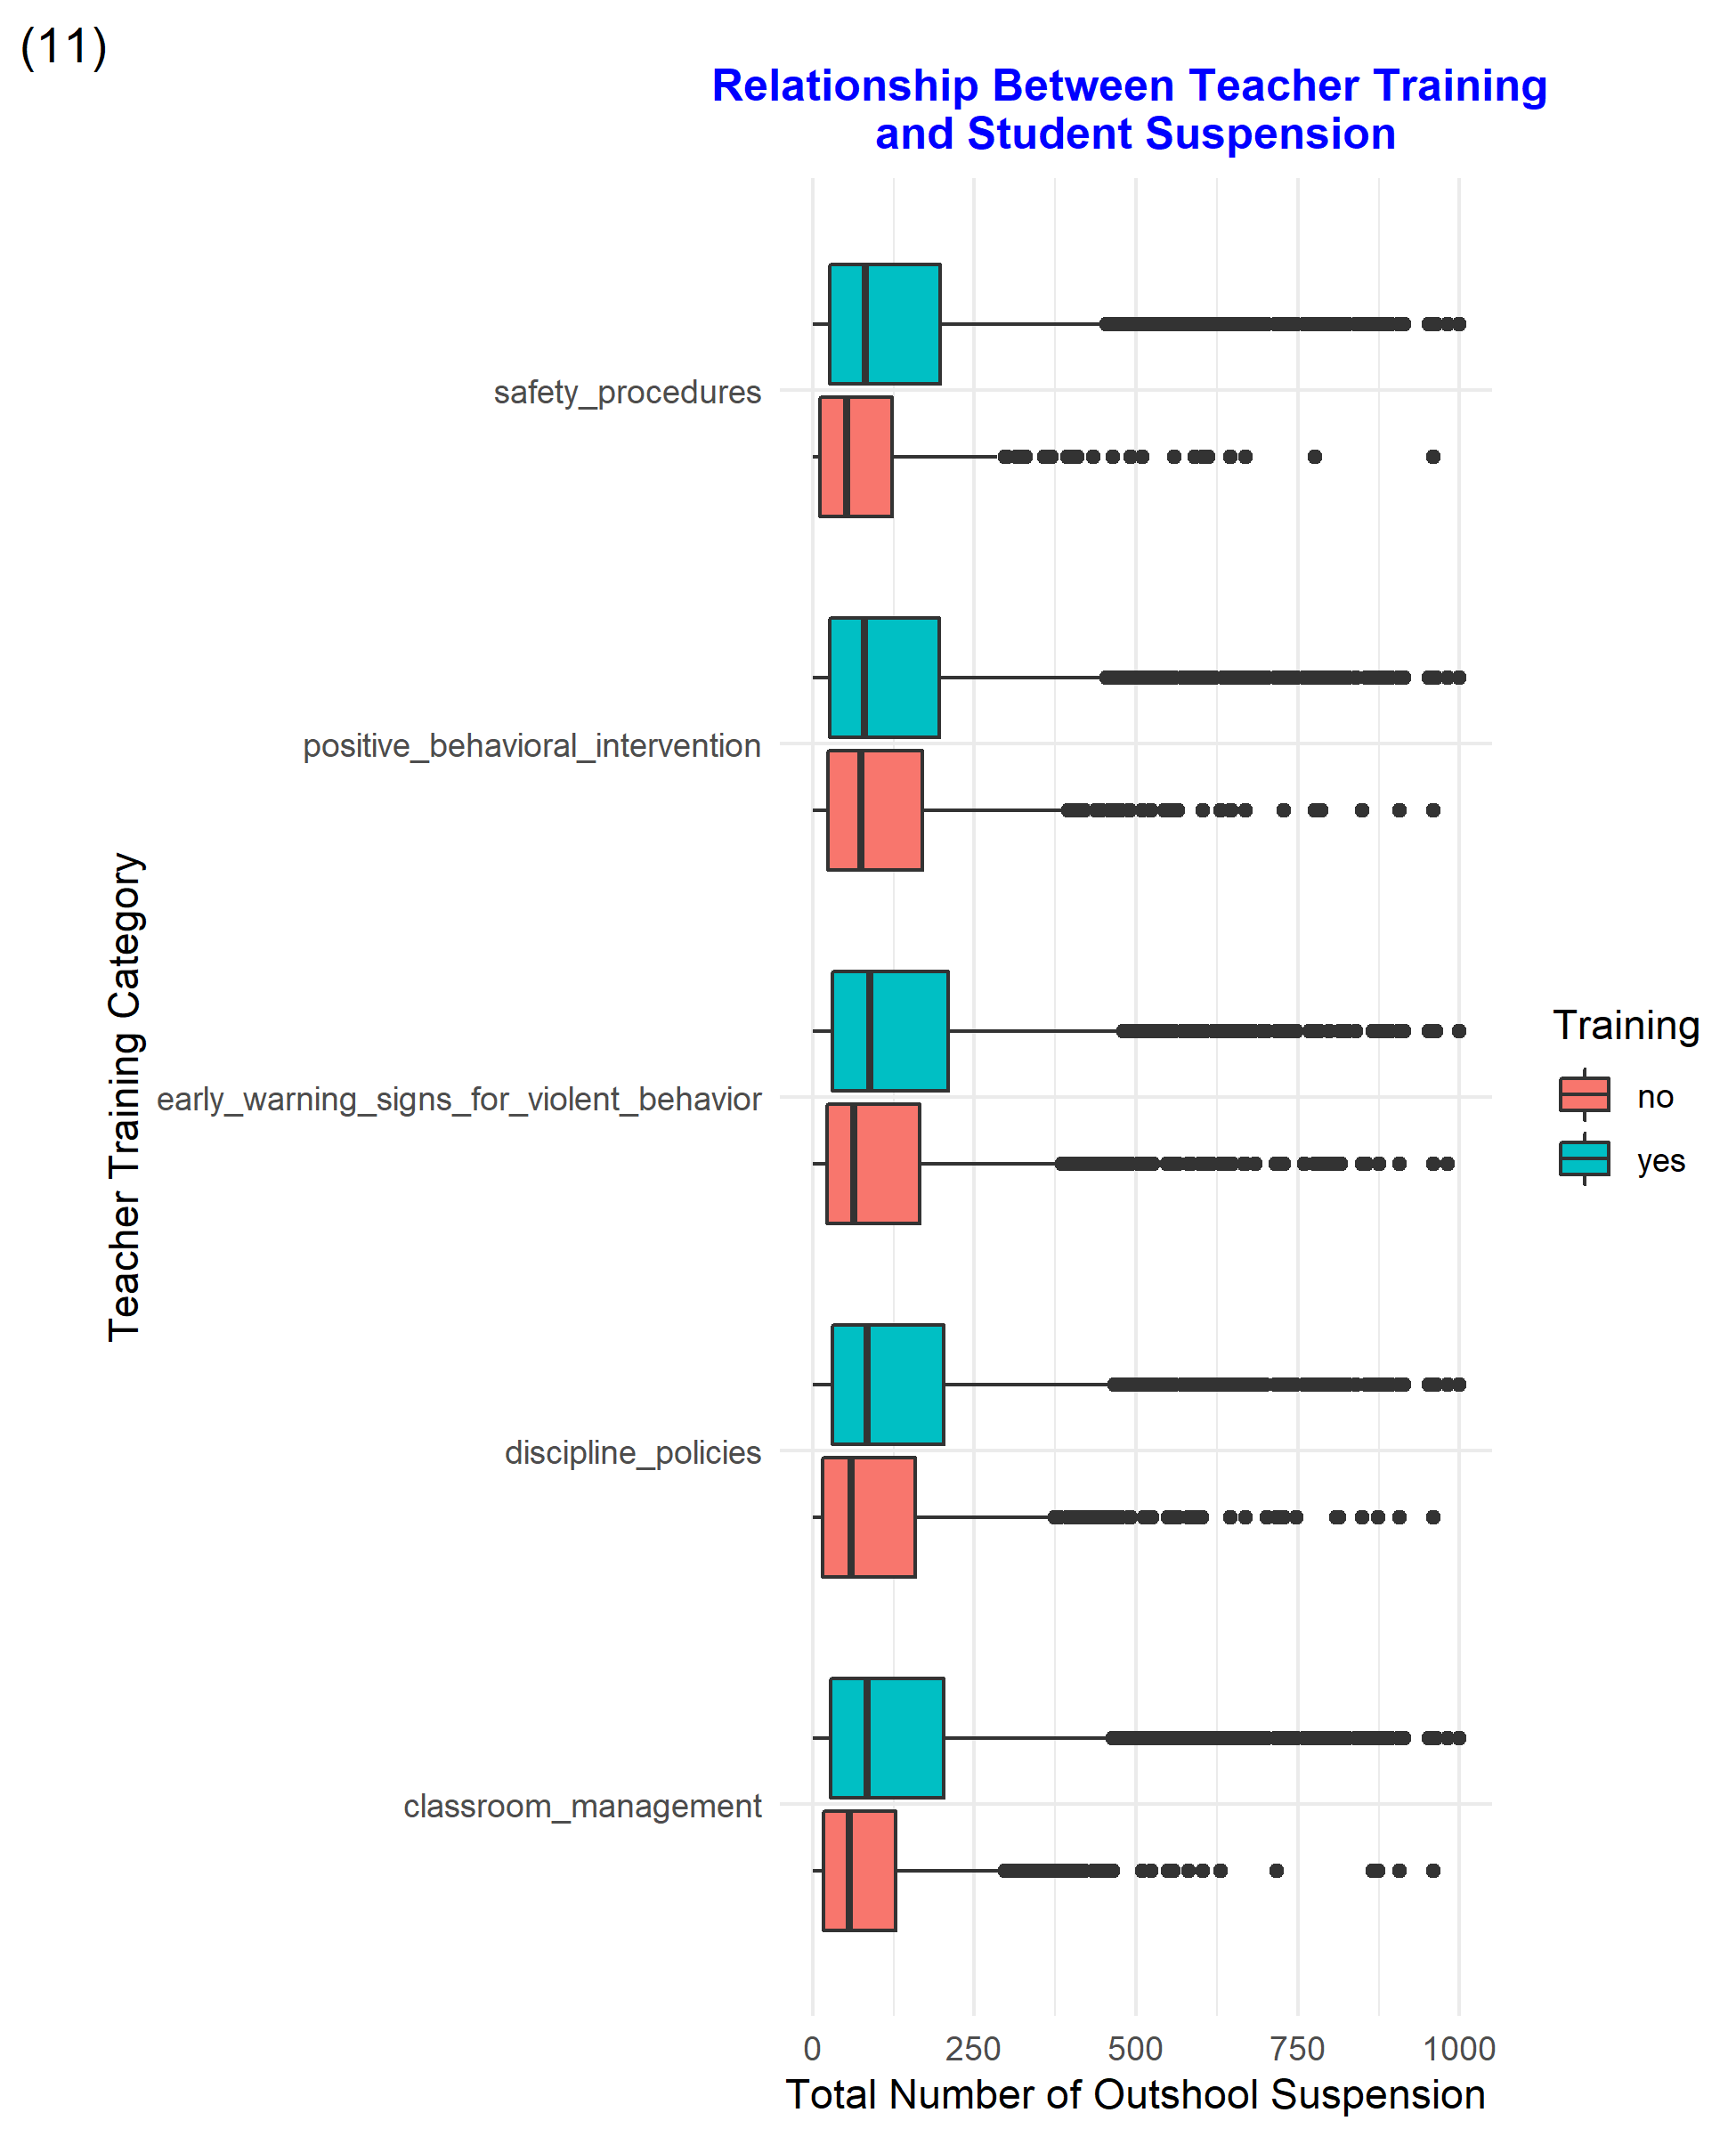 (11)
Relationship Between Teacher Training
and Student Suspension
safety_procedures
positive_behavioral_intervention
early_warning_signs_for_violent_behavior
discipline_policies
classroom_management
Teacher Training Category
0 250 500 750 1000
Total Number of Outshool Suspension
Training
no
yes